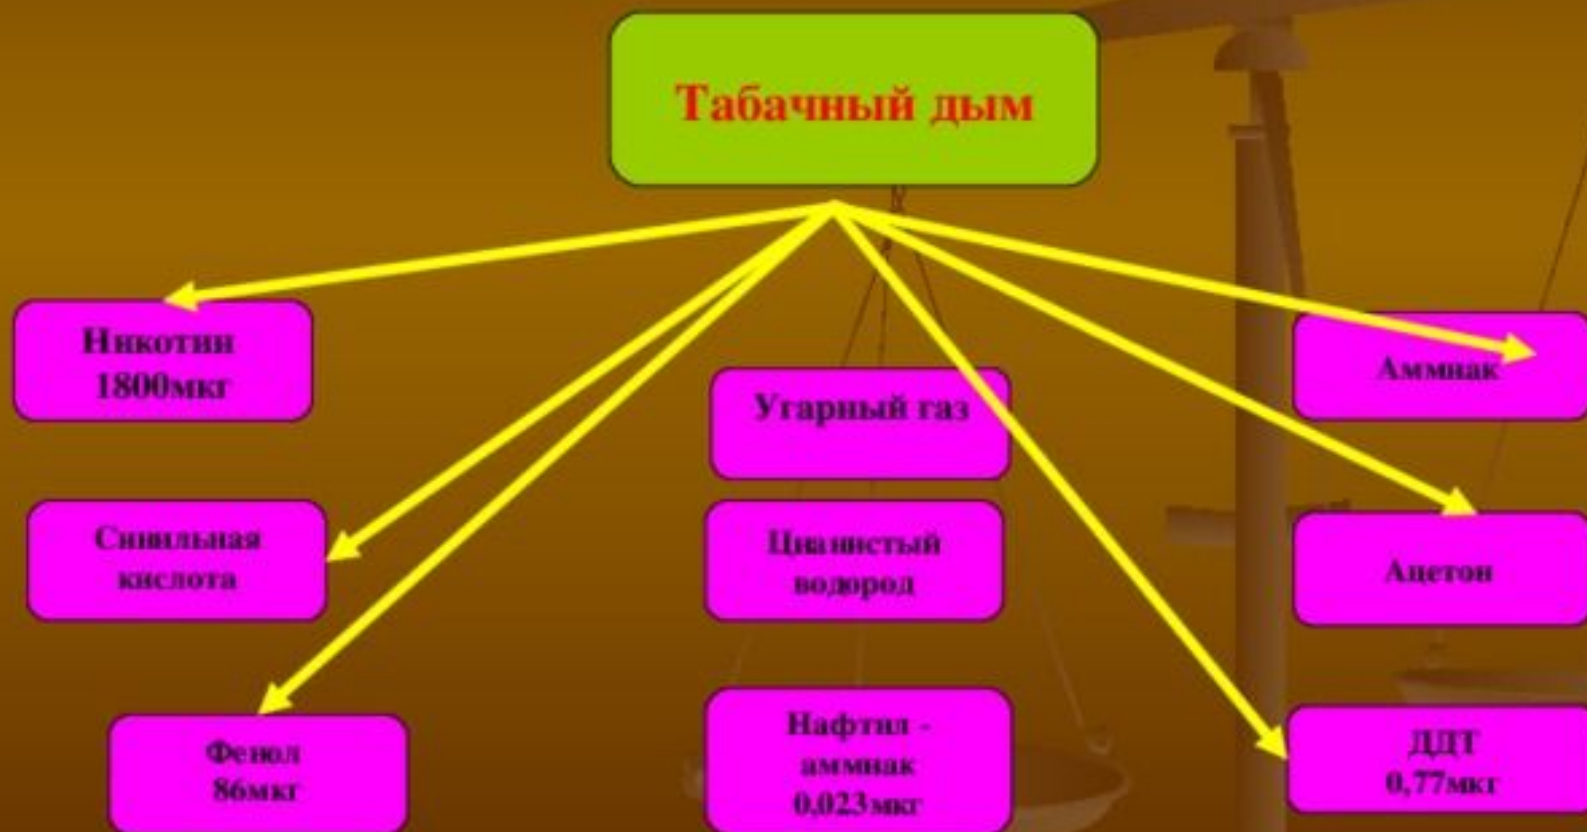 Табачный дым
Никотин
1800мкг
Аммиак
Угарный газ
Синильная
кислота
Цианистый
водород
Ацетон
Фенол
86мкг
Нафтил -
аммиак
0,023мкг
ДДТ
0,77мкг